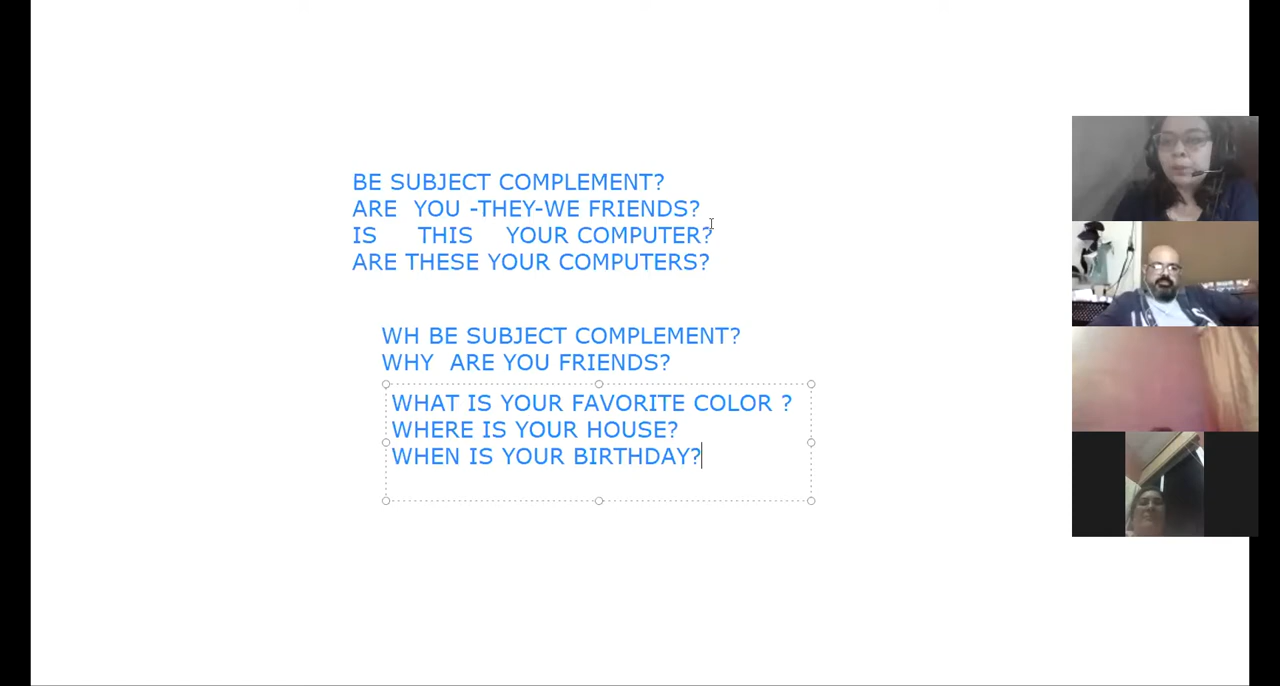 BE SUBJECT COMPLEMENT?
ARE YOU -THEY-WE FRIENDS?
IS THIS YOUR COMPUTER?
ARE THESE YOUR COMPUTERS?
WH BE SUBJECT COMPLEMENT?
WHY ARE YOU FRIENDS?
WHAT IS YOUR FAVORITE COLOR ?
WHERE IS YOUR HOUSE?
WHEN IS YOUR BIRTHDAY?